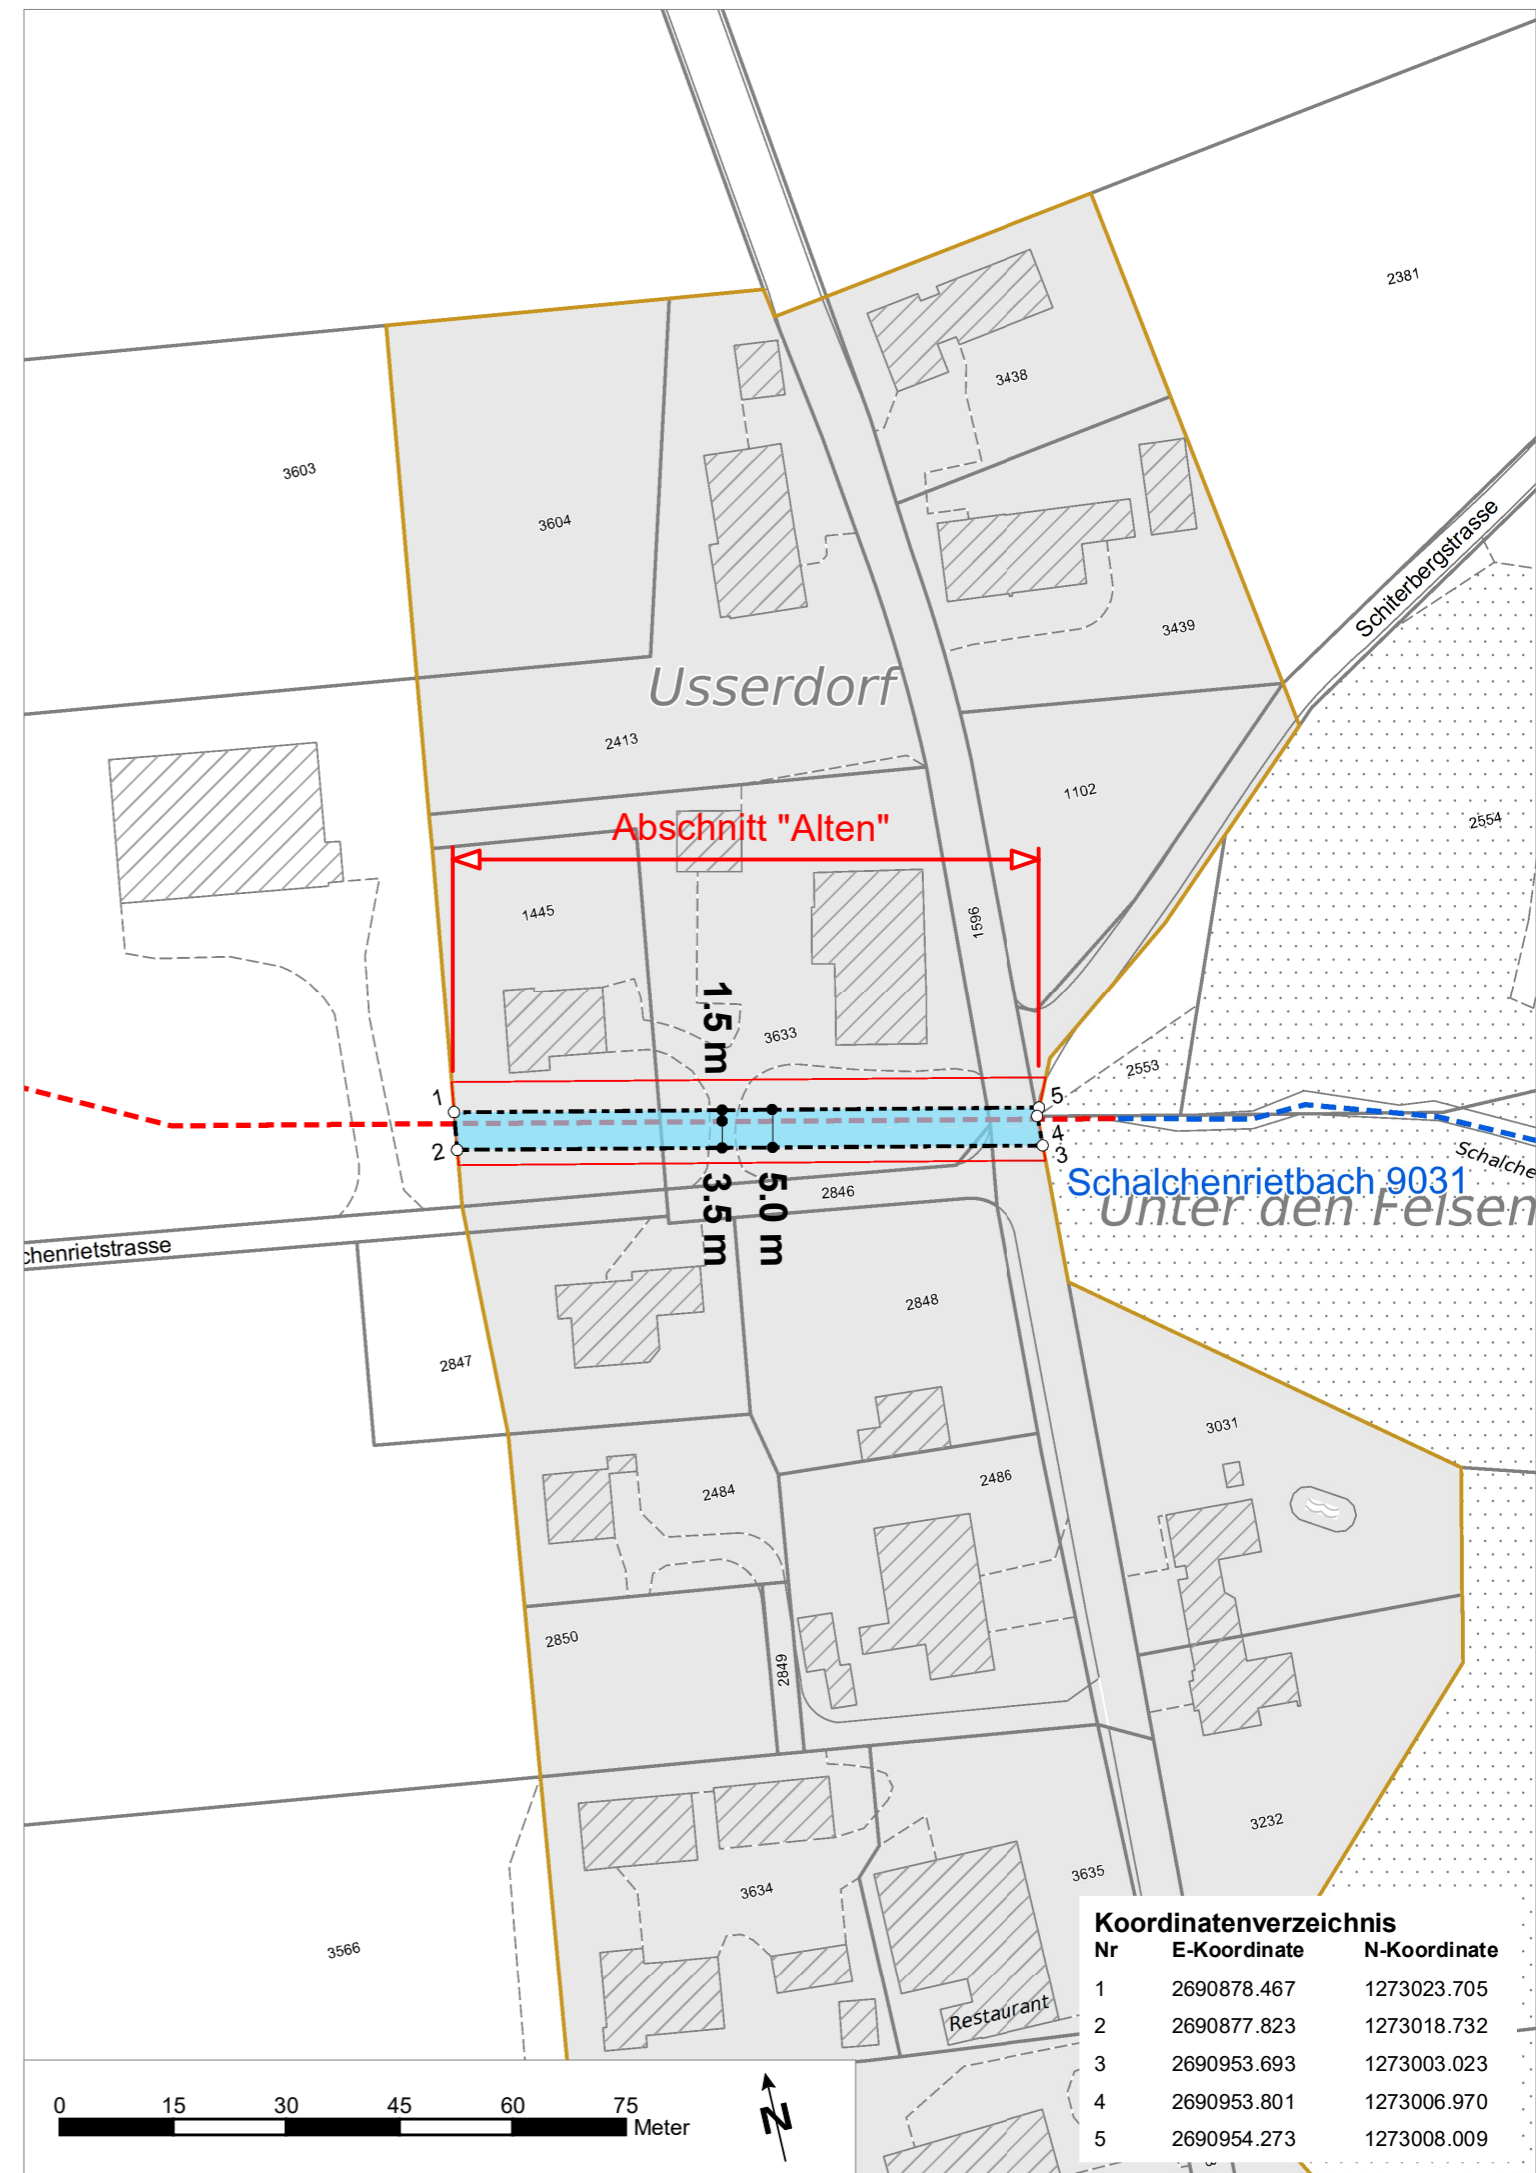 2381
3438
3603
3604
Schiterbergstrasse
3439
Usserdorf
2413
1102
2554
Abschnitt "Alten"
1445
1596
1.5 m
3633
2553
1
5
4
2
3
Schalche
Schalchenrietbach 9031
Unter den Felsen
3.5 m
5.0 m
2846
chenrietstrasse
2848
2847
3031
2486
2484
2850
2849
3232
3635
3634
3566
Restaurant
Koordinatenverzeichnis
Nr E-Koordinate N-Koordinate
1 2690878.467 1273023.705
2 2690877.823 1273018.732
3 2690953.693 1273003.023
4 2690953.801 1273006.970
5 2690954.273 1273008.009
0 15 30 45 60 75
Meter
N